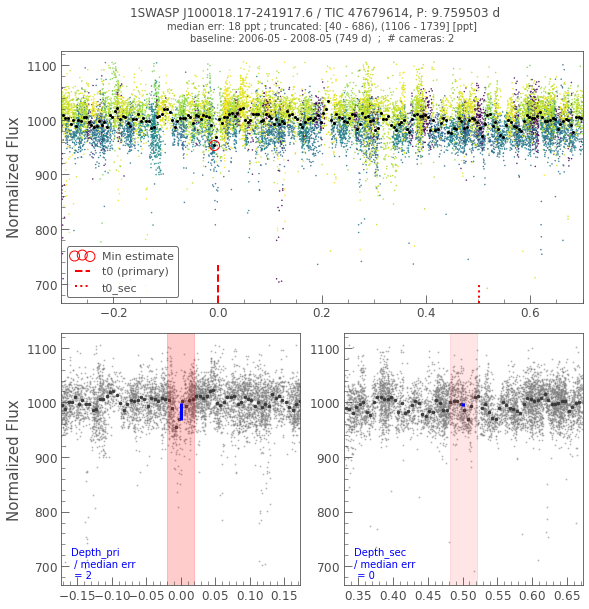 1SWASP J100018.17-241917.6 / TIC 47679614, P: 9.759503 d
median err: 18 ppt ; truncated: [40 - 686), (1106 - 1739] [ppt]
baseline: 2006-05 - 2008-05 (749 d)  ;  # cameras: 2
Normalized Flux
1100
1000
900
800
700
Min estimate
t0 (primary)
t0_sec
−0.2 0.0 0.2 0.4 0.6
Normalized Flux
1100
1000
900
800
700
Depth_pri
/ median err
= 2
−0.15 −0.10 −0.05 0.00 0.05 0.10 0.15
1100
1000
900
800
700
Depth_sec
/ median err
= 0
0.35 0.40 0.45 0.50 0.55 0.60 0.65